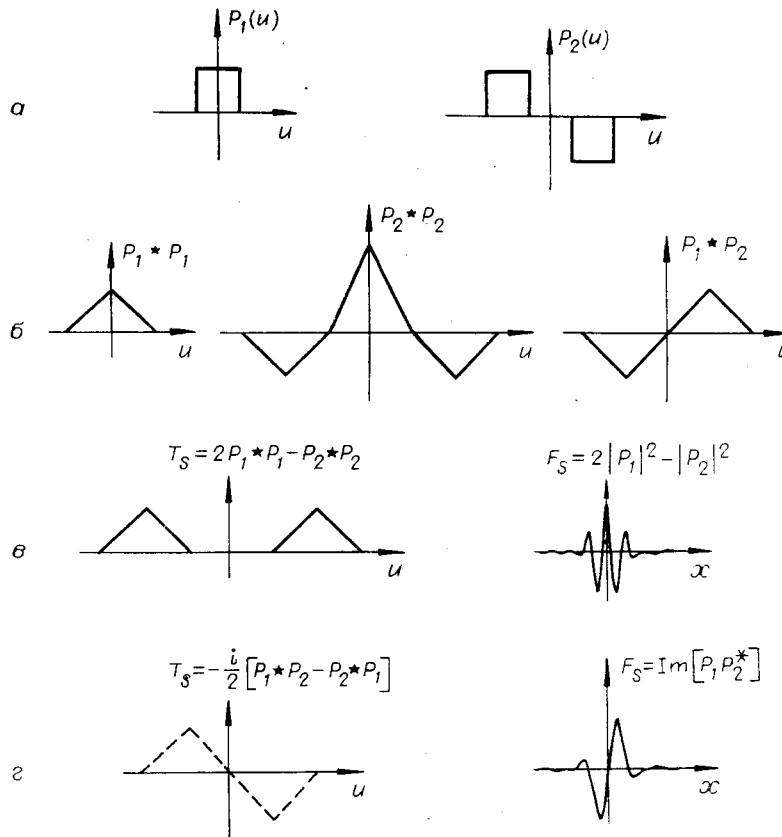 P₁(u)
P₂(u)
а
u
u
P₁ ★ P₁
P₂ ★ P₂
P₁ ★ P₂
б
u
u
u
T_S = 2P₁★P₁ − P₂★P₂
F_S = 2|P₁|² − |P₂|²
в
u
x
T_S = −i/2 [P₁★P₂ − P₂★P₁]
F_S = Im[P₁P₂*]
г
u
x